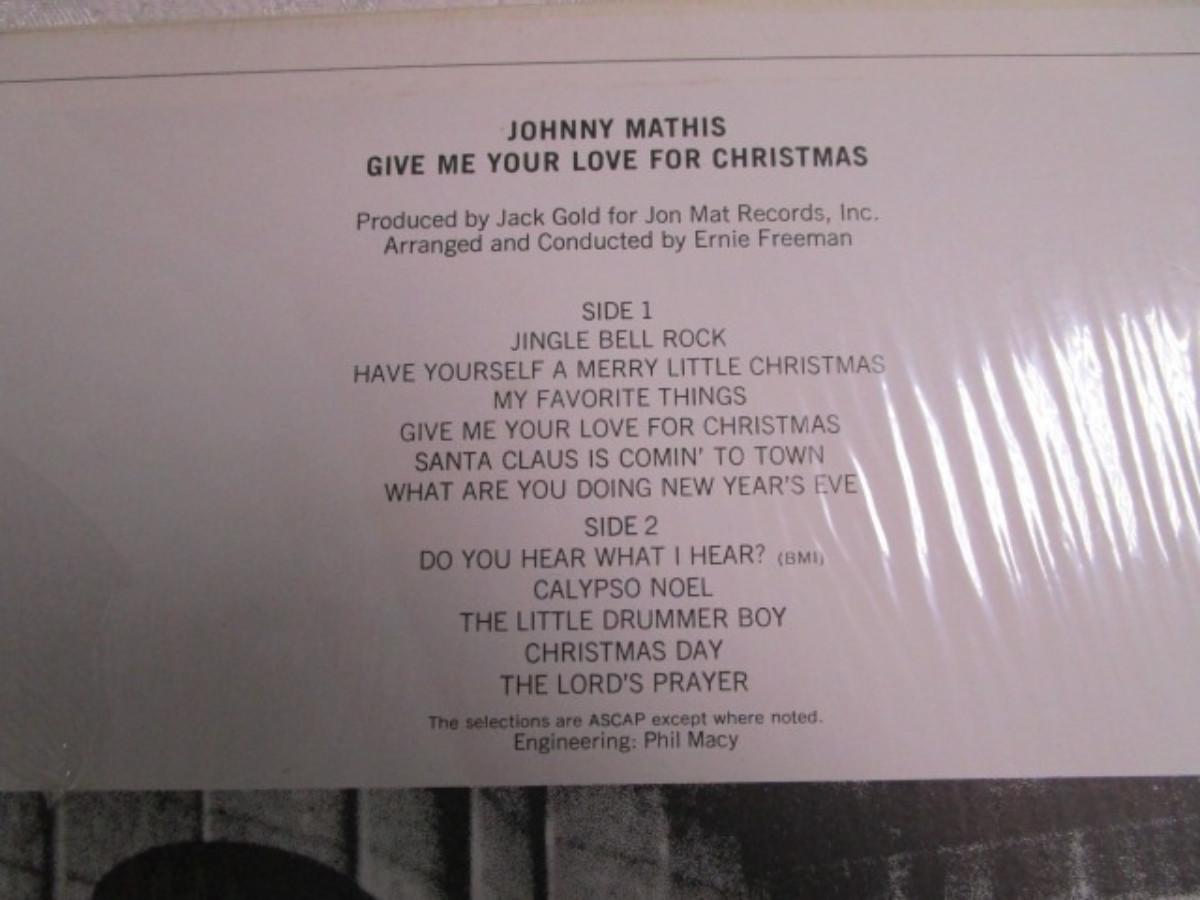 JOHNNY MATHIS
GIVE ME YOUR LOVE FOR CHRISTMAS
Produced by Jack Gold for Jon Mat Records, Inc.
Arranged and Conducted by Ernie Freeman
SIDE 1
JINGLE BELL ROCK
HAVE YOURSELF A MERRY LITTLE CHRISTMAS
MY FAVORITE THINGS
GIVE ME YOUR LOVE FOR CHRISTMAS
SANTA CLAUS IS COMIN' TO TOWN
WHAT ARE YOU DOING NEW YEAR'S EVE
SIDE 2
DO YOU HEAR WHAT I HEAR? (BMI)
CALYPSO NOEL
THE LITTLE DRUMMER BOY
CHRISTMAS DAY
THE LORD'S PRAYER
The selections are ASCAP except where noted.
Engineering: Phil Macy